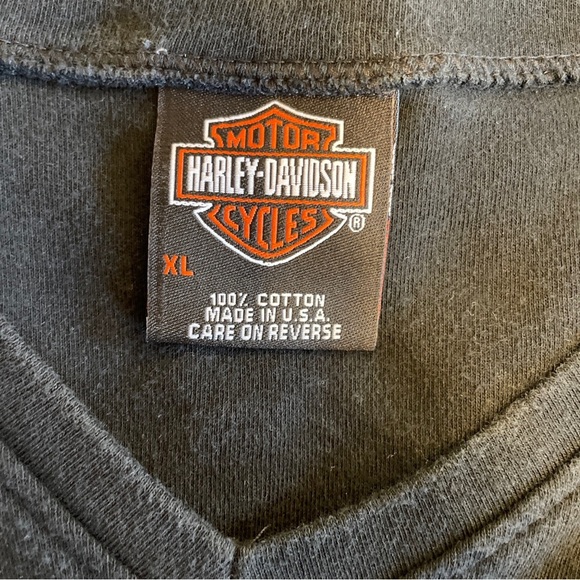 MOTOR
HARLEY-DAVIDSON
CYCLES
®
XL
100% COTTON
MADE IN U.S.A.
CARE ON REVERSE